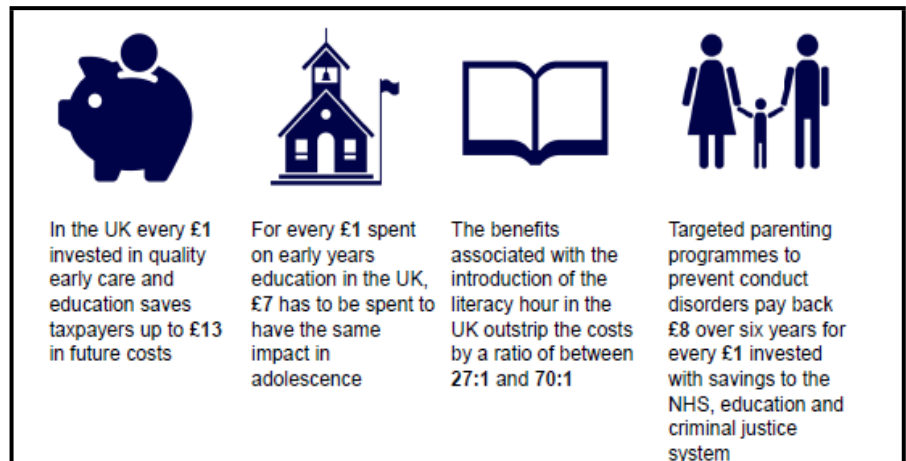 In the UK every £1
invested in quality
early care and
education saves
taxpayers up to £13
in future costs
For every £1 spent
on early years
education in the UK,
£7 has to be spent to
have the same
impact in
adolescence
The benefits
associated with the
introduction of the
literacy hour in the
UK outstrip the costs
by a ratio of between
27:1 and 70:1
Targeted parenting
programmes to
prevent conduct
disorders pay back
£8 over six years for
every £1 invested
with savings to the
NHS, education and
criminal justice
system